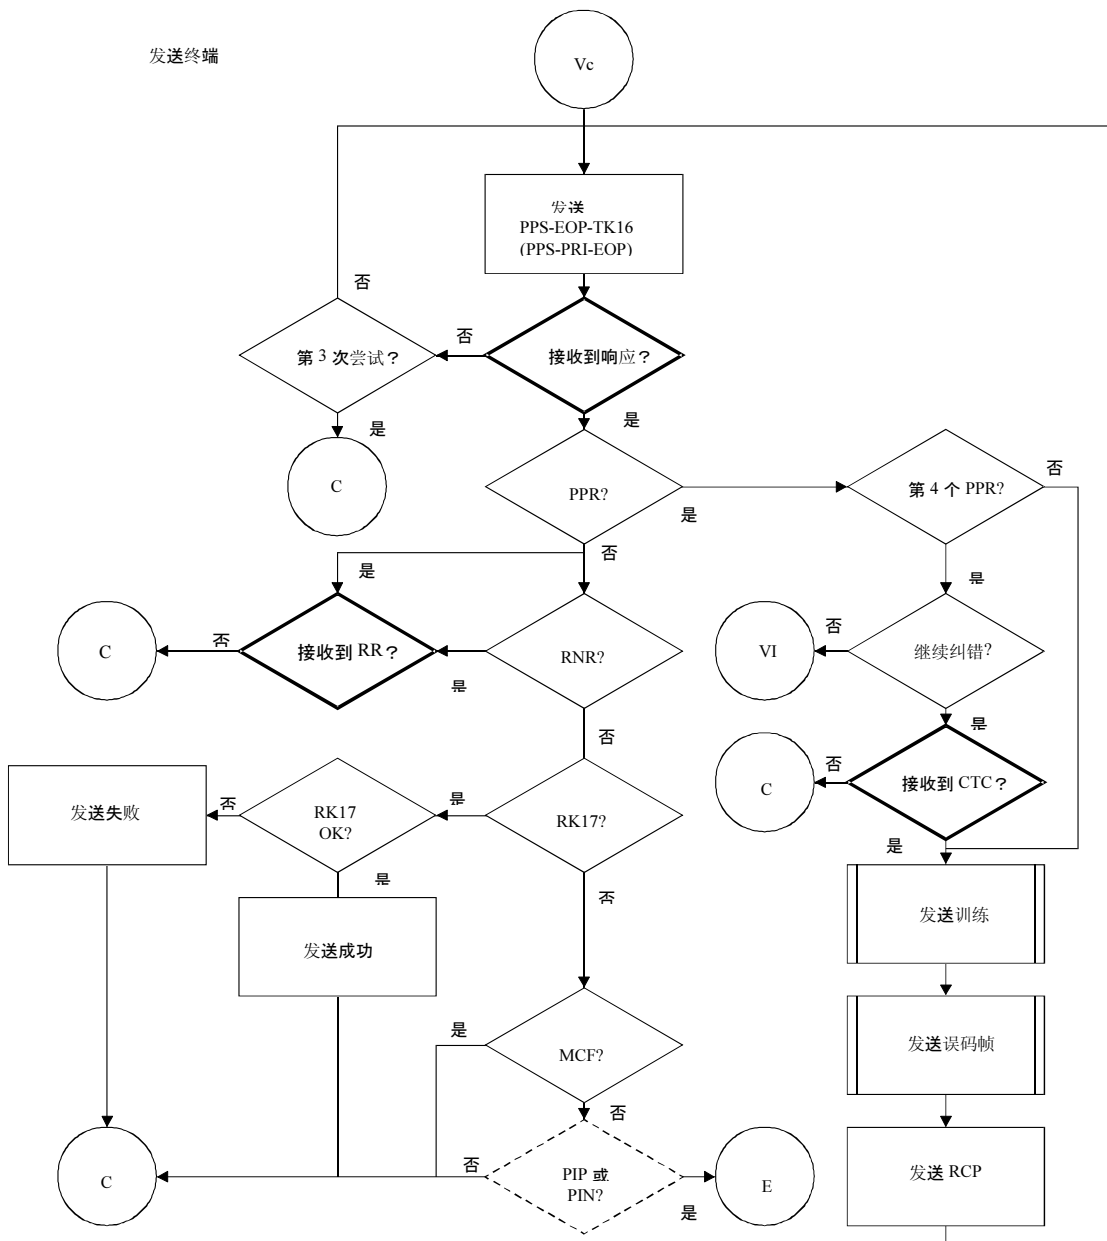 发送终端
Vc
发送
PPS-EOP-TK16
(PPS-PRI-EOP)
否
否
第 3 次尝试？
接收到响应？
是
是
C
PPR?
是
第 4 个 PPR?
否
否
是
是
C
否
接收到 RR？
是
RNR?
VI
否
继续纠错?
否
是
C
否
接收到 CTC？
是
发送失败
否
RK17
OK?
是
RK17?
是
否
发送训练
发送成功
是
MCF?
发送误码帧
否
C
否
PIP 或
PIN?
是
E
发送 RCP